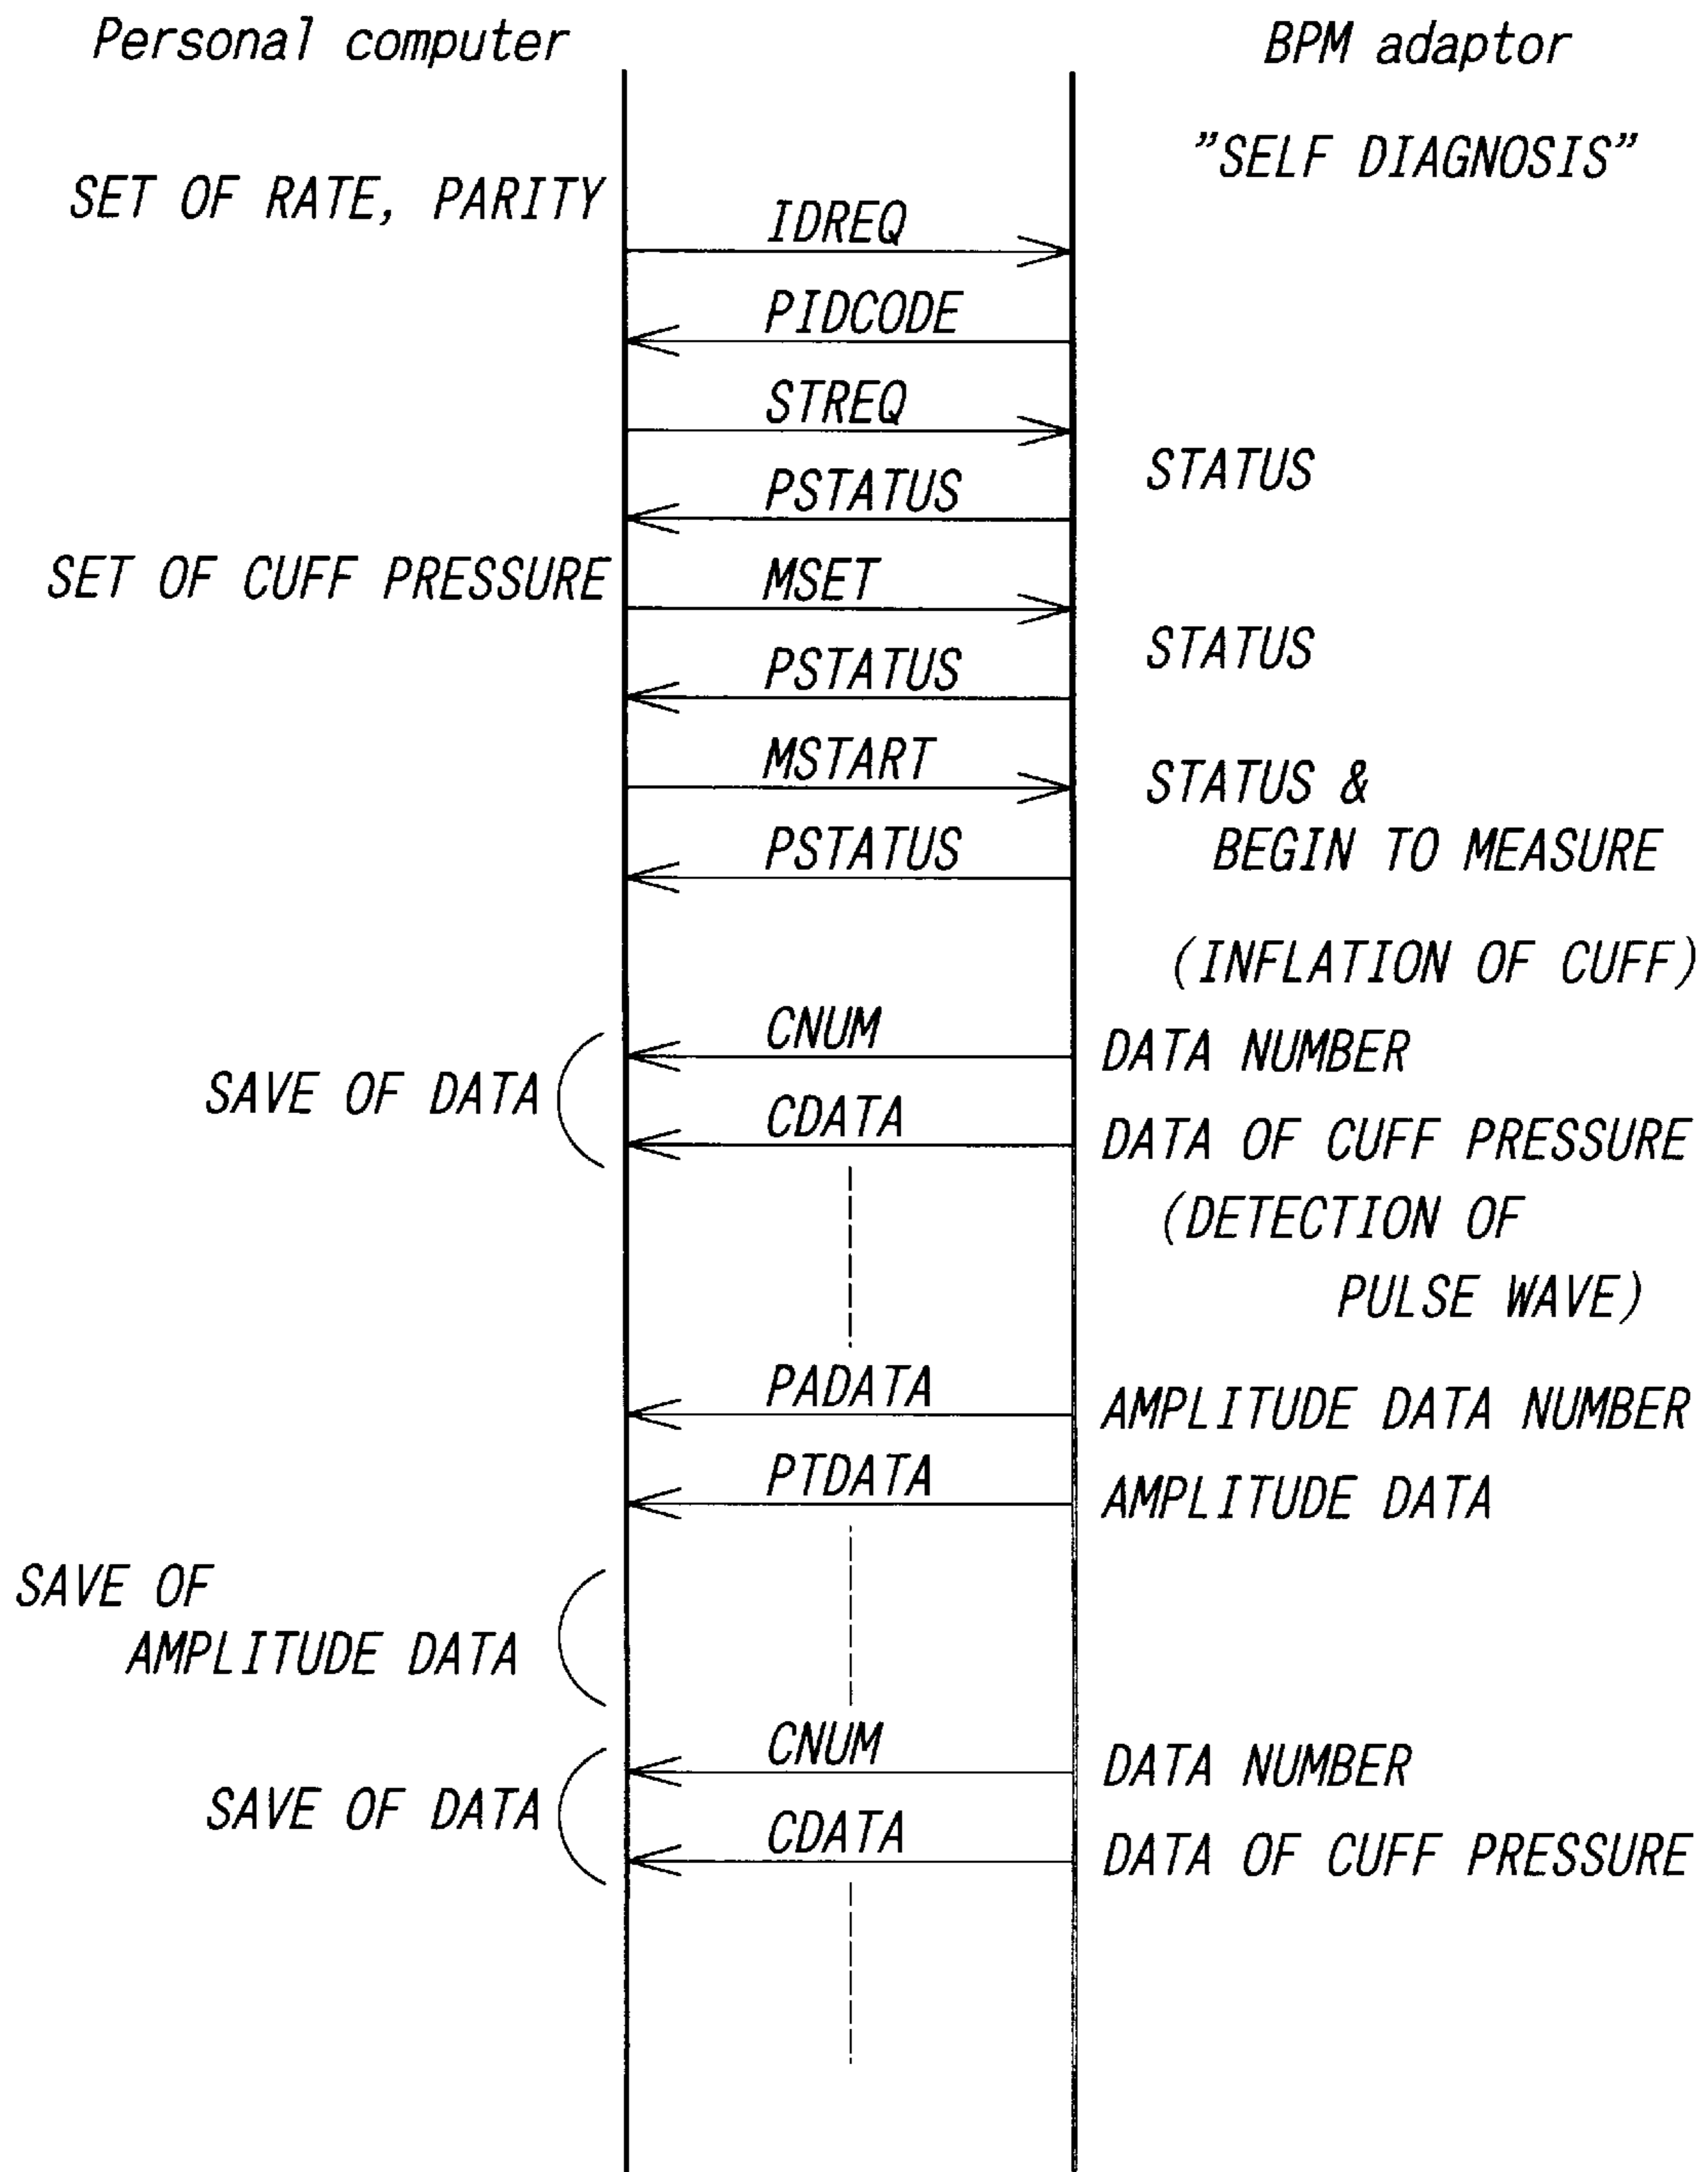 Personal computer
BPM adaptor
"SELF DIAGNOSIS"
SET OF RATE, PARITY
IDREQ
PIDCODE
STREQ
STATUS
PSTATUS
SET OF CUFF PRESSURE
MSET
STATUS
PSTATUS
MSTART
STATUS &
BEGIN TO MEASURE
PSTATUS
(INFLATION OF CUFF)
CNUM
DATA NUMBER
SAVE OF DATA
CDATA
DATA OF CUFF PRESSURE
(DETECTION OF
PULSE WAVE)
PADATA
AMPLITUDE DATA NUMBER
PTDATA
AMPLITUDE DATA
SAVE OF
AMPLITUDE DATA
CNUM
DATA NUMBER
SAVE OF DATA
CDATA
DATA OF CUFF PRESSURE